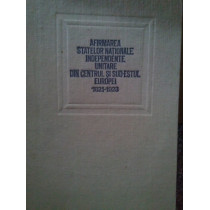 AFIRMAREA
STATELOR NAȚIONALE
INDEPENDENTE
UNITARE
DIN CENTRUL ȘI SUD-ESTUL
EUROPEI